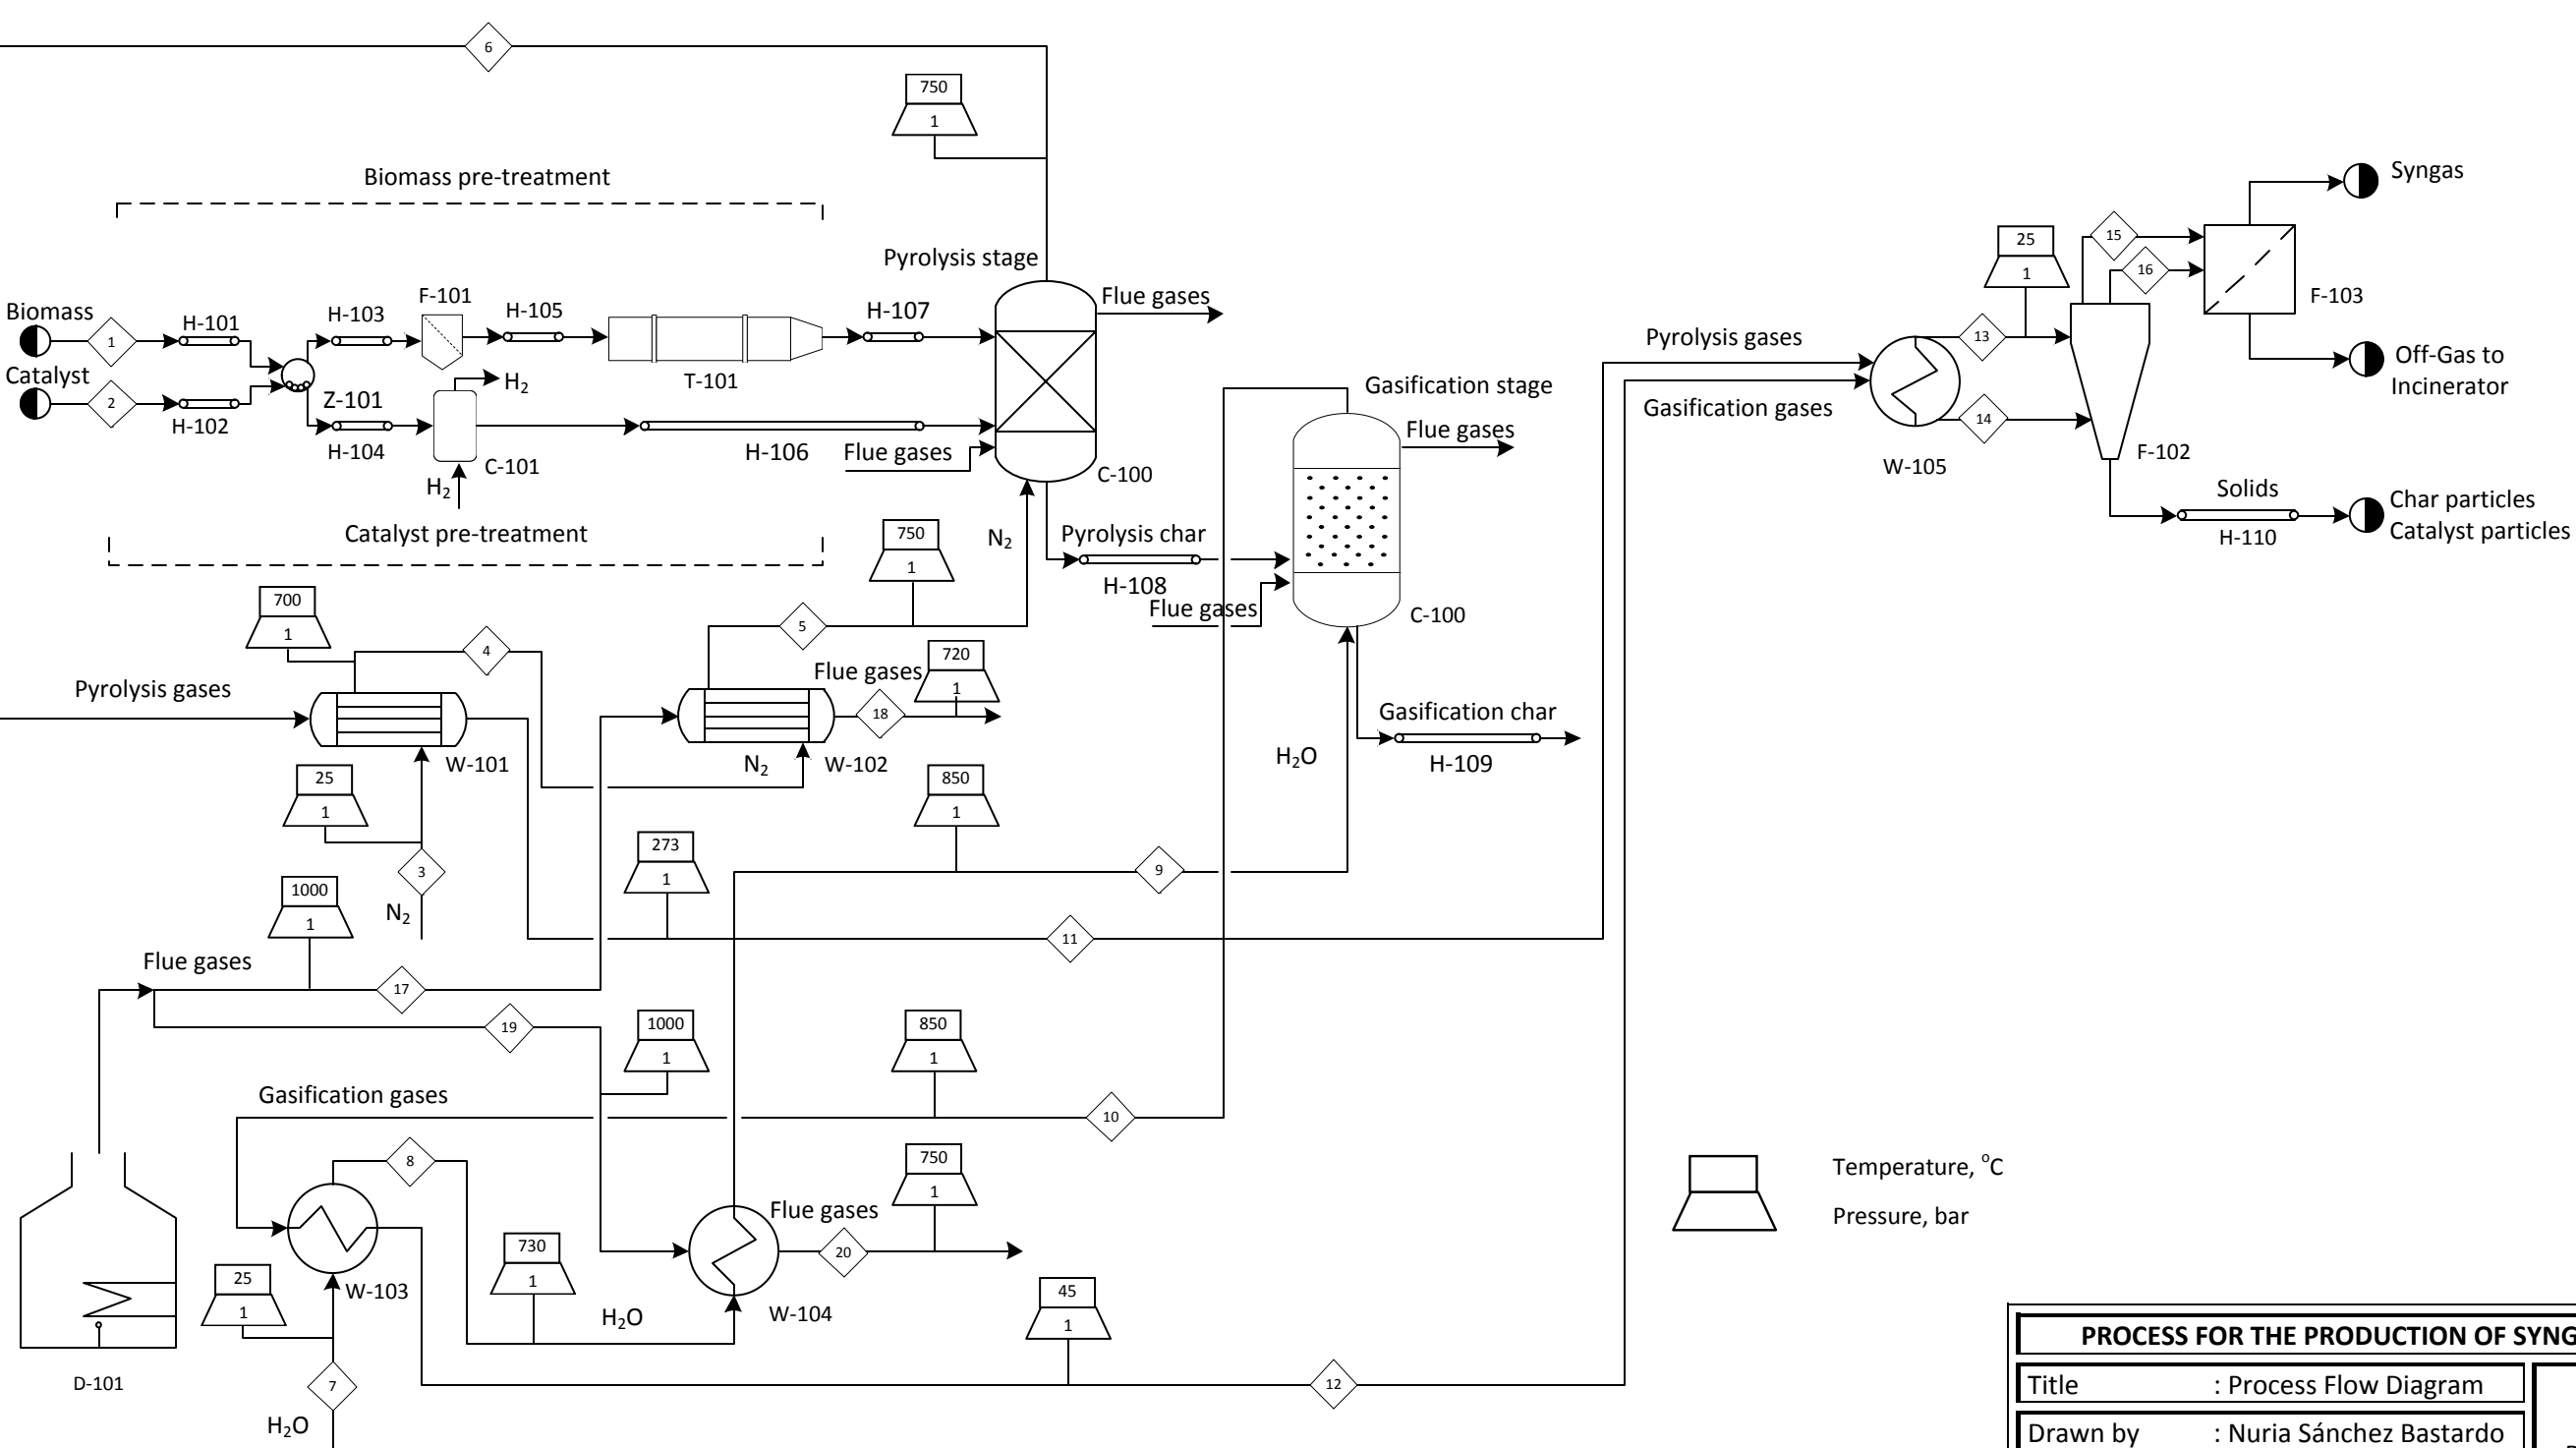 6
750
1
Biomass pre-treatment
Syngas
15
25
1
16
Pyrolysis stage
Flue gases
F-103
Biomass
1
H-101
H-103
F-101
H-105
T-101
H-107
Catalyst
2
H-102
Z-101
H-104
H2
C-101
H2
H-106
Flue gases
C-100
Catalyst pre-treatment
Pyrolysis gases
Gasification gases
13
14
W-105
F-102
Off-Gas to
Incinerator
Solids
H-110
Char particles
Catalyst particles
Gasification stage
Flue gases
N2
Pyrolysis char
H-108
Flue gases
C-100
750
1
700
1
4
5
Flue gases
720
1
18
Pyrolysis gases
W-101
N2
W-102
Gasification char
H-109
H2O
25
1
3
N2
850
1
273
1
9
1000
1
11
Flue gases
17
19
1000
1
850
1
Gasification gases
10
8
750
1
Flue gases
20
Temperature, oC
Pressure, bar
730
1
25
1
W-103
H2O
W-104
45
1
D-101
7
H2O
12
PROCESS FOR THE PRODUCTION OF SYNG
Title : Process Flow Diagram
Drawn by : Nuria Sánchez Bastardo